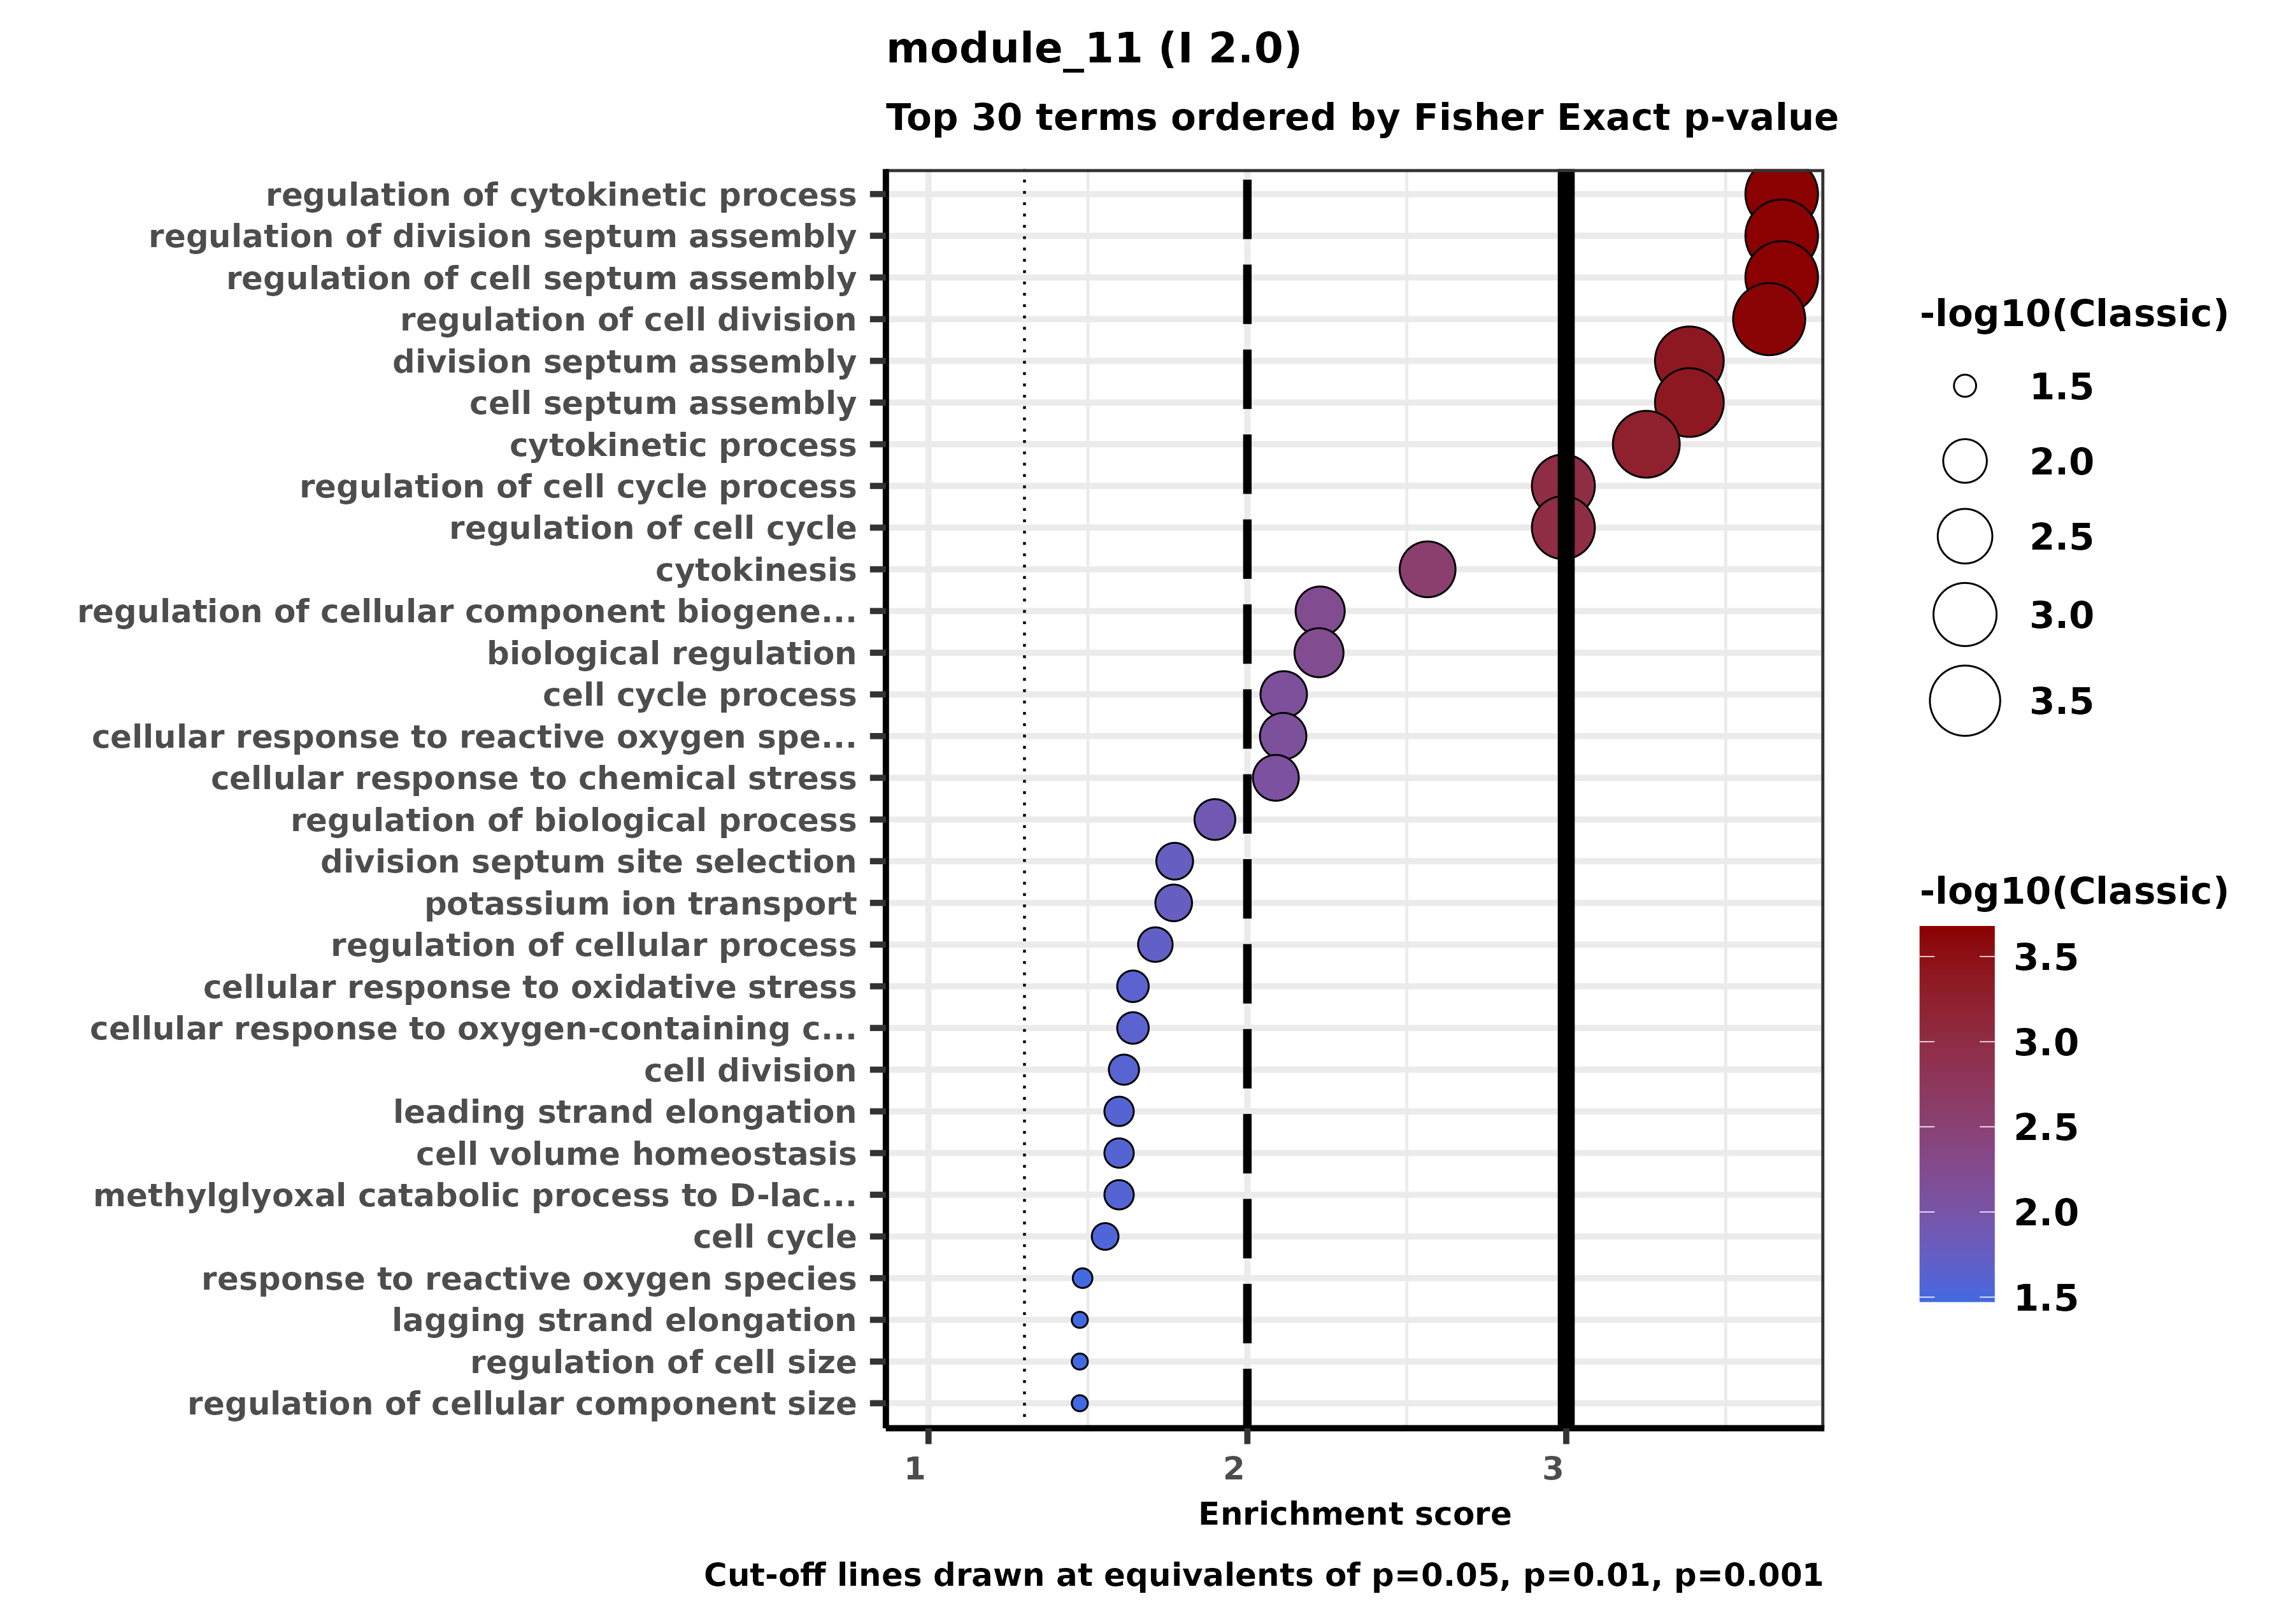 module_11 (I 2.0)
Top 30 terms ordered by Fisher Exact p-value
regulation of cytokinetic process
regulation of division septum assembly
regulation of cell septum assembly
regulation of cell division
division septum assembly
cell septum assembly
cytokinetic process
regulation of cell cycle process
regulation of cell cycle
cytokinesis
regulation of cellular component biogene...
biological regulation
cell cycle process
cellular response to reactive oxygen spe...
cellular response to chemical stress
regulation of biological process
division septum site selection
potassium ion transport
regulation of cellular process
cellular response to oxidative stress
cellular response to oxygen-containing c...
cell division
leading strand elongation
cell volume homeostasis
methylglyoxal catabolic process to D-lac...
cell cycle
response to reactive oxygen species
lagging strand elongation
regulation of cell size
regulation of cellular component size
1 2 3
Enrichment score
Cut-off lines drawn at equivalents of p=0.05, p=0.01, p=0.001
-log10(Classic)
1.5
2.0
2.5
3.0
3.5
-log10(Classic)
3.5
3.0
2.5
2.0
1.5